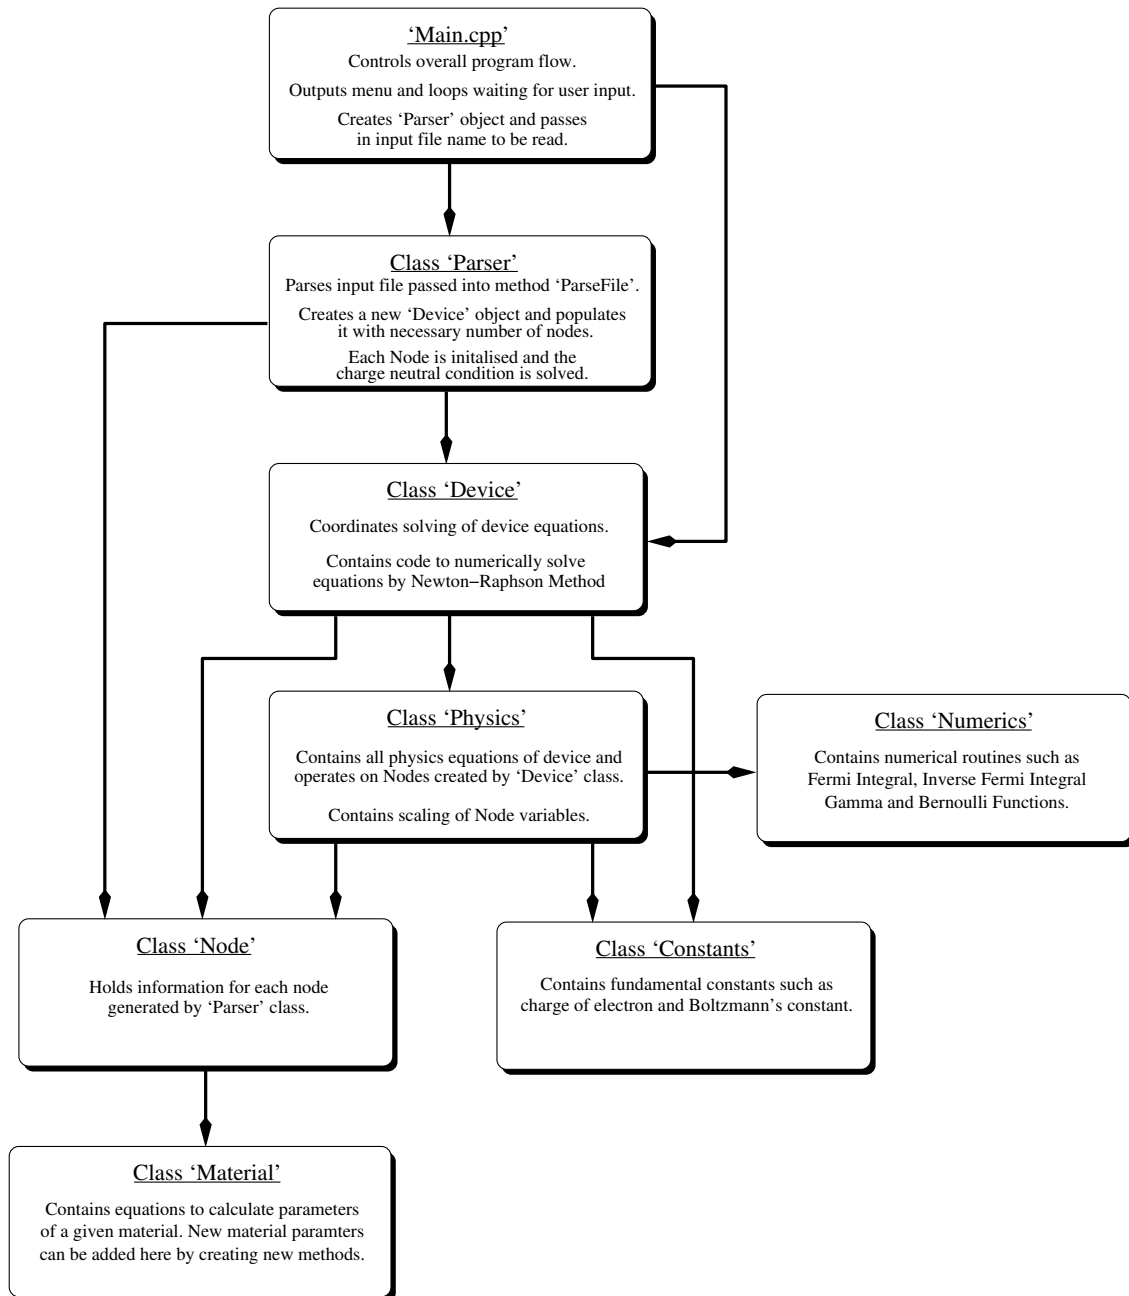 ‘Main.cpp’
Controls overall program flow.
Outputs menu and loops waiting for user input.
Creates ‘Parser’ object and passes
in input file name to be read.
Class ‘Parser’
Parses input file passed into method ‘ParseFile’.
Creates a new ‘Device’ object and populates
it with necessary number of nodes.
Each Node is initalised and the
charge neutral condition is solved.
Class ‘Device’
Coordinates solving of device equations.
Contains code to numerically solve
equations by Newton−Raphson Method
Class ‘Physics’
Contains all physics equations of device and
operates on Nodes created by ‘Device’ class.
Contains scaling of Node variables.
Class ‘Numerics’
Contains numerical routines such as
Fermi Integral, Inverse Fermi Integral
Gamma and Bernoulli Functions.
Class ‘Node’
Holds information for each node
generated by ‘Parser’ class.
Class ‘Constants’
Contains fundamental constants such as
charge of electron and Boltzmann’s constant.
Class ‘Material’
Contains equations to calculate parameters
of a given material. New material paramters
can be added here by creating new methods.